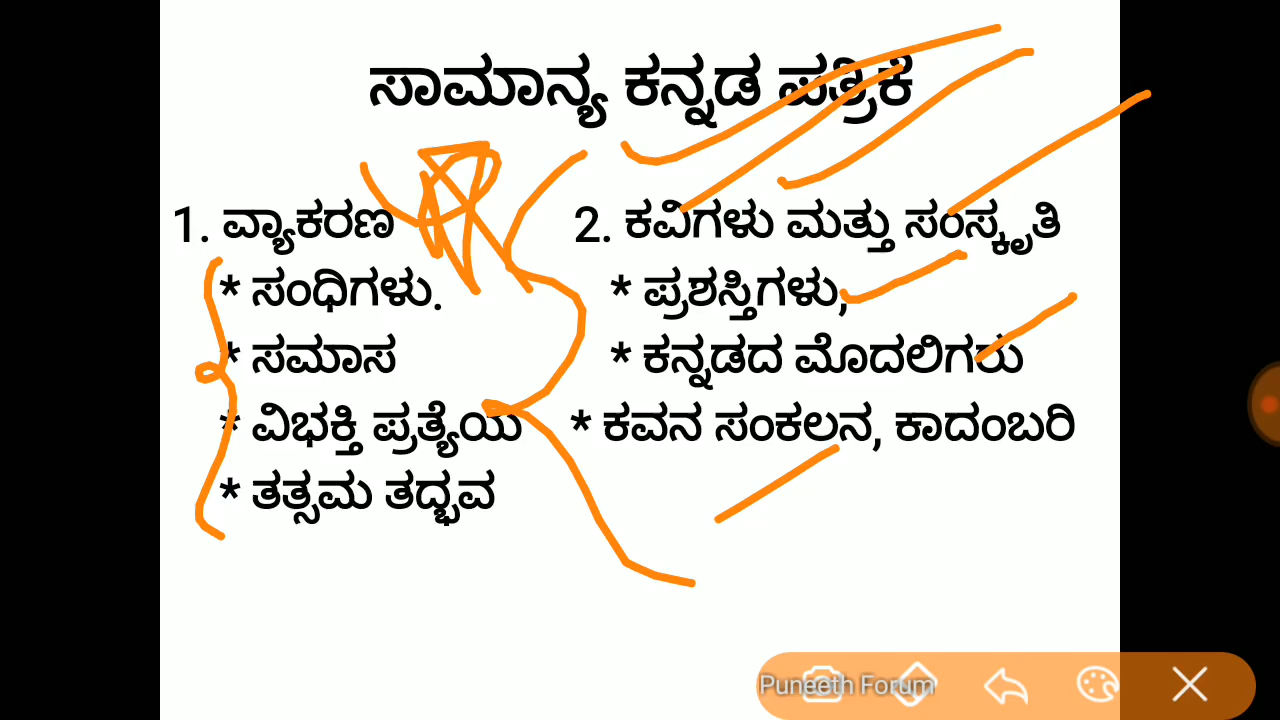 ಸಾಮಾನ್ಯ ಕನ್ನಡ ಪತ್ರಿಕೆ
1. ವ್ಯಾಕರಣ
* ಸಂಧಿಗಳು.
* ಸಮಾಸ
* ವಿಭಕ್ತಿ ಪ್ರತ್ಯೆಯ
* ತತ್ಸಮ ತದ್ಭವ
2. ಕವಿಗಳು ಮತ್ತು ಸಂಸ್ಕೃತಿ
* ಪ್ರಶಸ್ತಿಗಳು,
* ಕನ್ನಡದ ಮೊದಲಿಗರು
* ಕವನ ಸಂಕಲನ, ಕಾದಂಬರಿ
Puneeth Forum